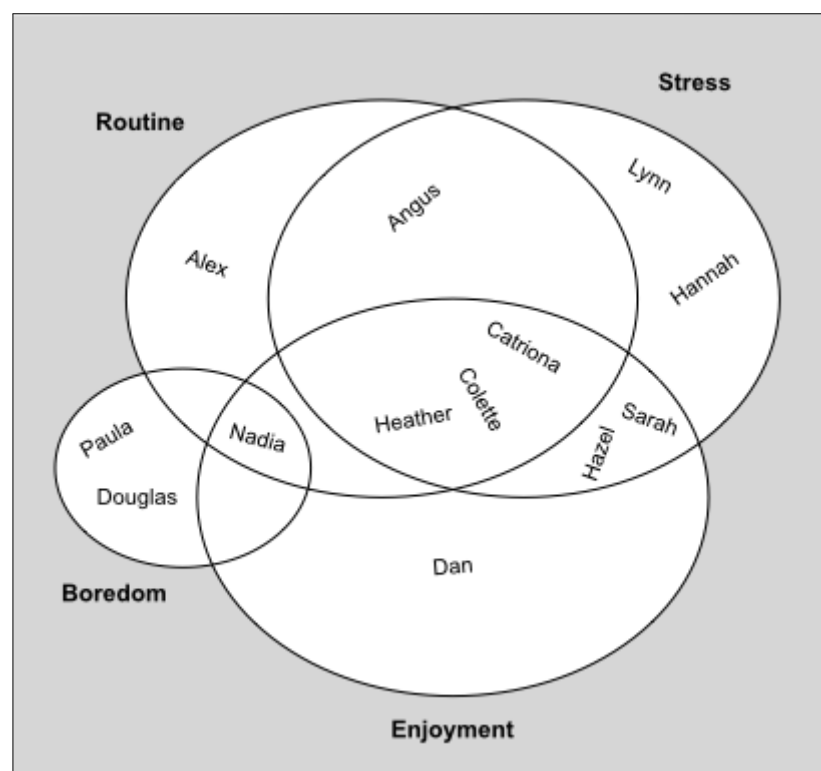 Stress
Routine
Lynn
Angus
Alex
Hannah
Catriona
Colette
Heather
Sarah
Paula
Nadia
Hazel
Douglas
Dan
Boredom
Enjoyment